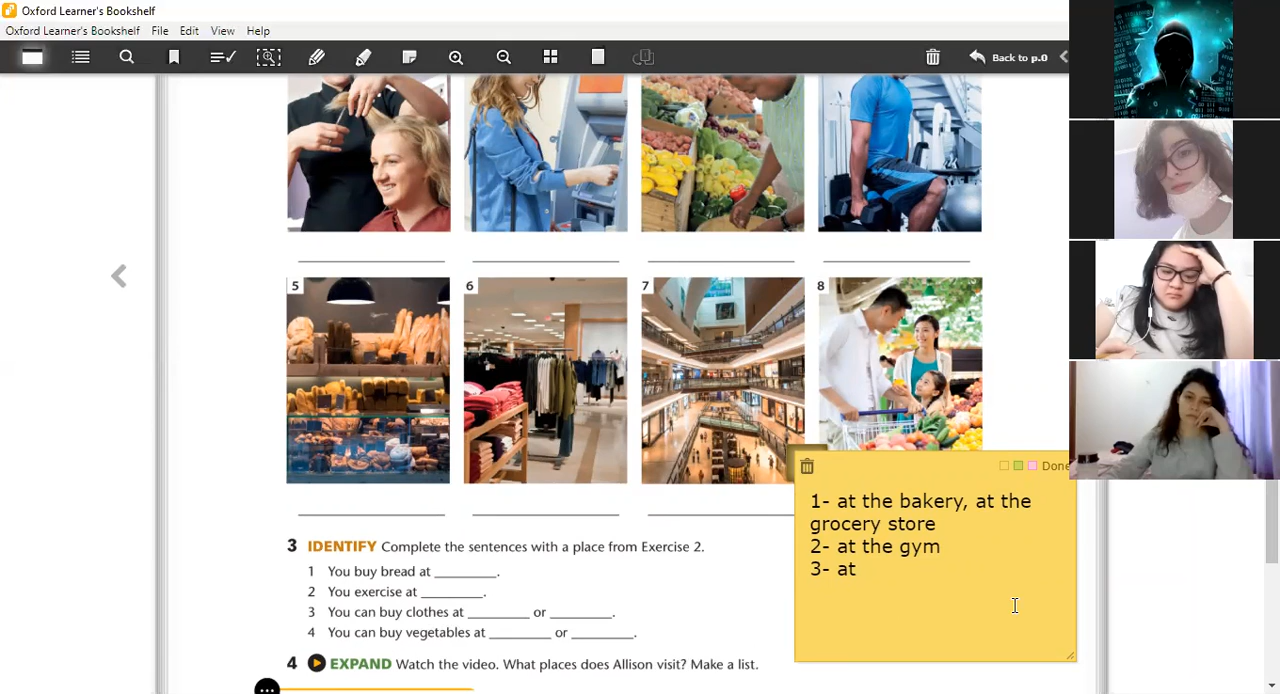 Oxford Learner's Bookshelf
Oxford Learner's Bookshelf File Edit View Help
Back to p.0
5
6
7
8
Done
1- at the bakery, at the
grocery store
2- at the gym
3- at
3 IDENTIFY Complete the sentences with a place from Exercise 2.
1 You buy bread at ________.
2 You exercise at ________.
3 You can buy clothes at ________ or ________.
4 You can buy vegetables at ________ or ________.
4 EXPAND Watch the video. What places does Allison visit? Make a list.